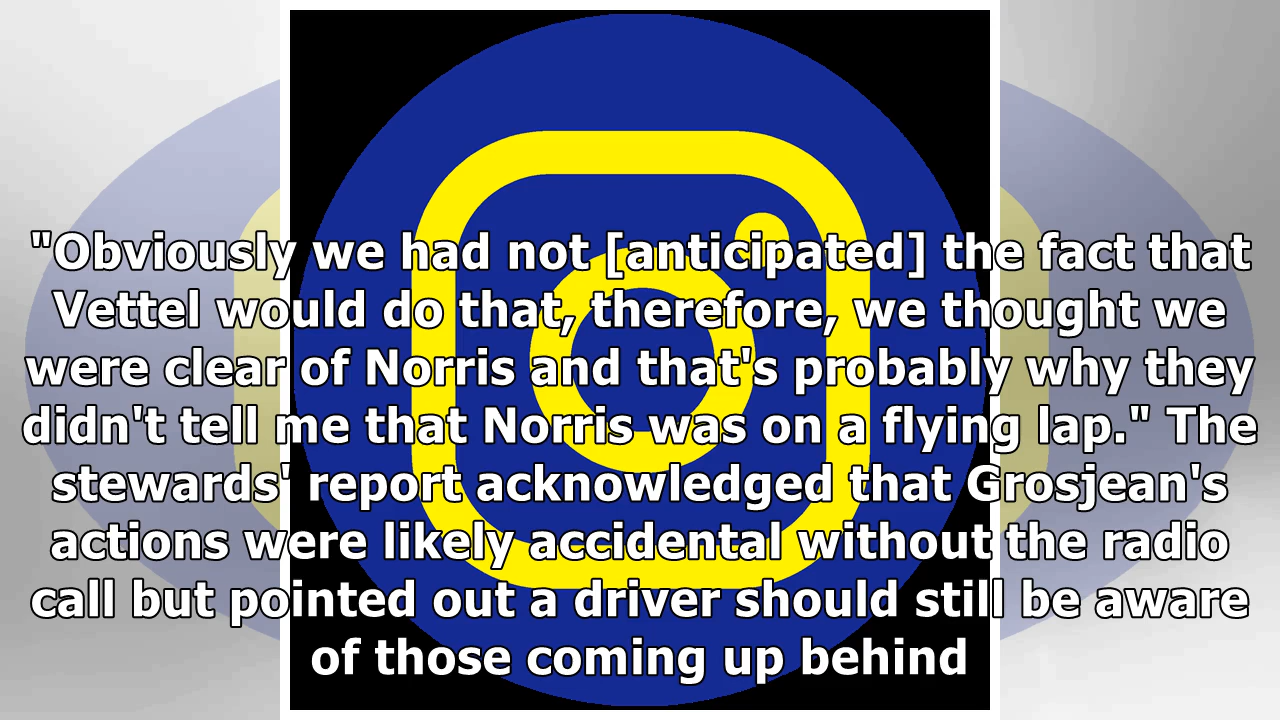 "Obviously we had not [anticipated] the fact that
Vettel would do that, therefore, we thought we
were clear of Norris and that's probably why they
didn't tell me that Norris was on a flying lap." The
stewards' report acknowledged that Grosjean's
actions were likely accidental without the radio
call but pointed out a driver should still be aware
of those coming up behind